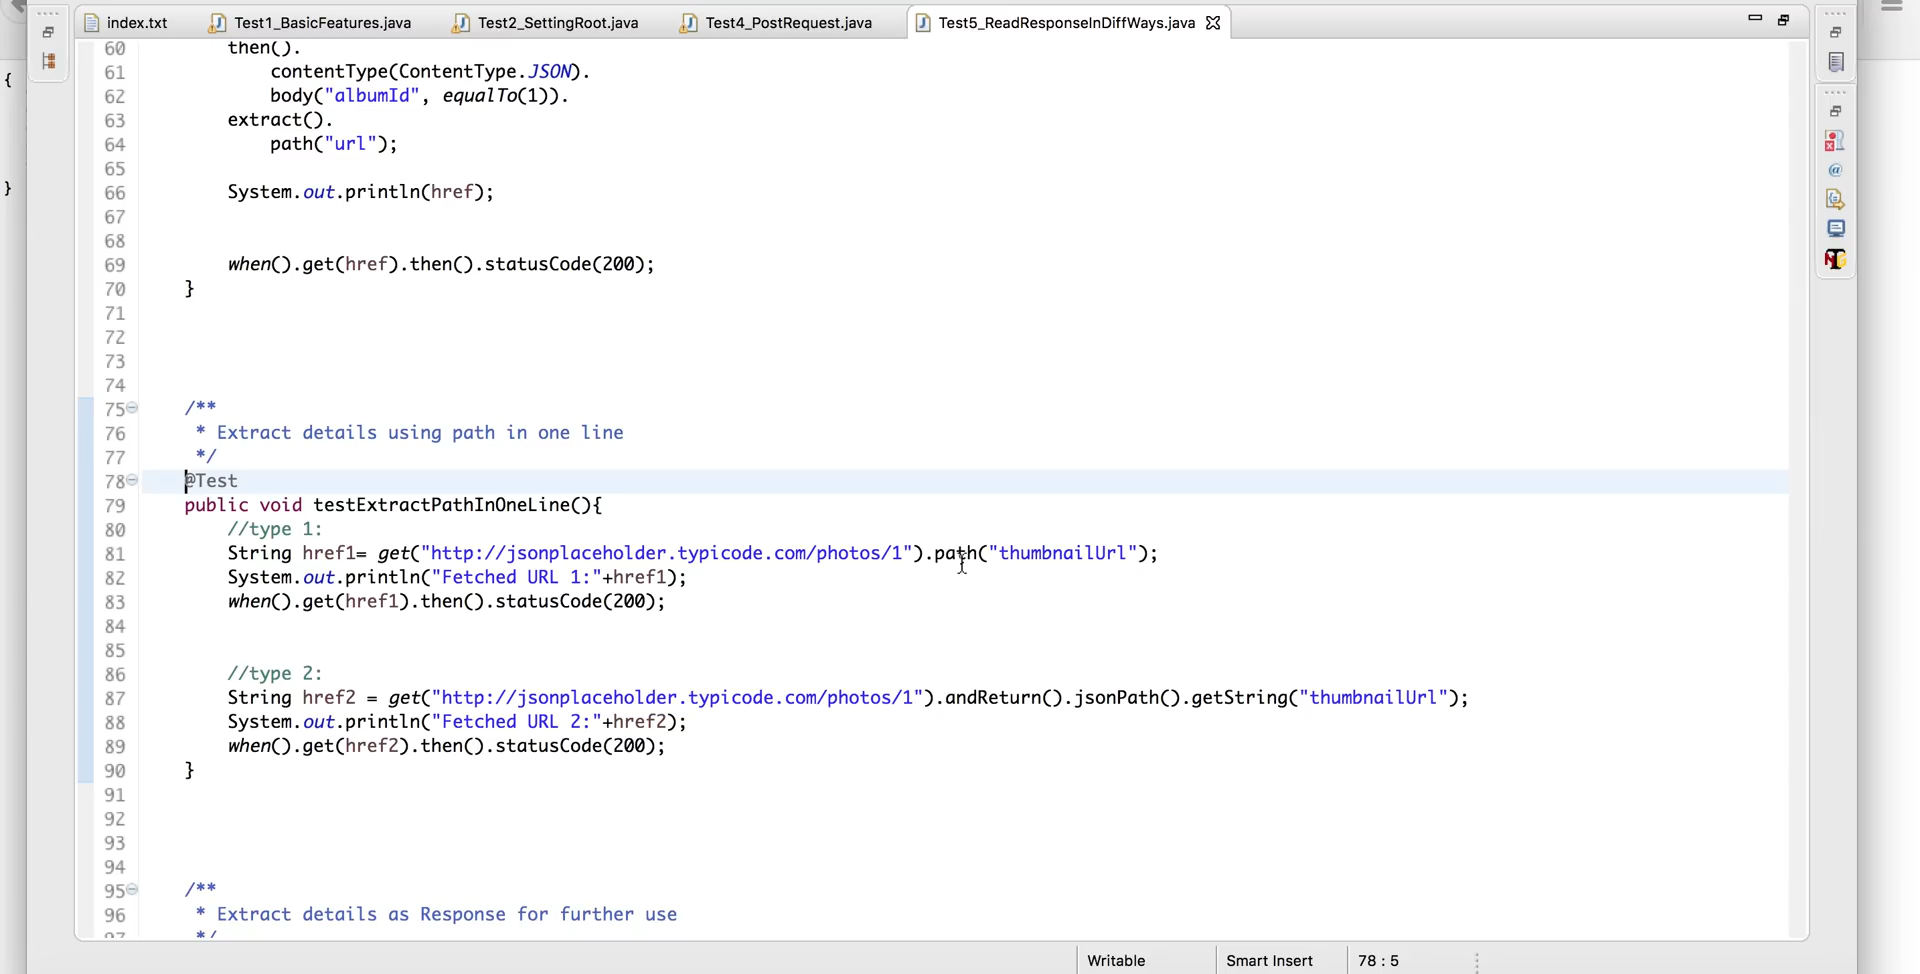 index.txt
Test1_BasicFeatures.java
Test2_SettingRoot.java
Test4_PostRequest.java
Test5_ReadResponseInDiffWays.java
{
}
60 then().
61 contentType(ContentType.JSON).
62 body("albumId", equalTo(1)).
63 extract().
64 path("url");
65
66 System.out.println(href);
67
68
69 when().get(href).then().statusCode(200);
70 }
71
72
73
74
75 /**
76 * Extract details using path in one line
77 */
78 @Test
79 public void testExtractPathInOneLine(){
80 //type 1:
81 String href1= get("http://jsonplaceholder.typicode.com/photos/1").path("thumbnailUrl");
82 System.out.println("Fetched URL 1:"+href1);
83 when().get(href1).then().statusCode(200);
84
85
86 //type 2:
87 String href2 = get("http://jsonplaceholder.typicode.com/photos/1").andReturn().jsonPath().getString("thumbnailUrl");
88 System.out.println("Fetched URL 2:"+href2);
89 when().get(href2).then().statusCode(200);
90 }
91
92
93
94
95 /**
96 * Extract details as Response for further use
97 */
Writable
Smart Insert
78 : 5